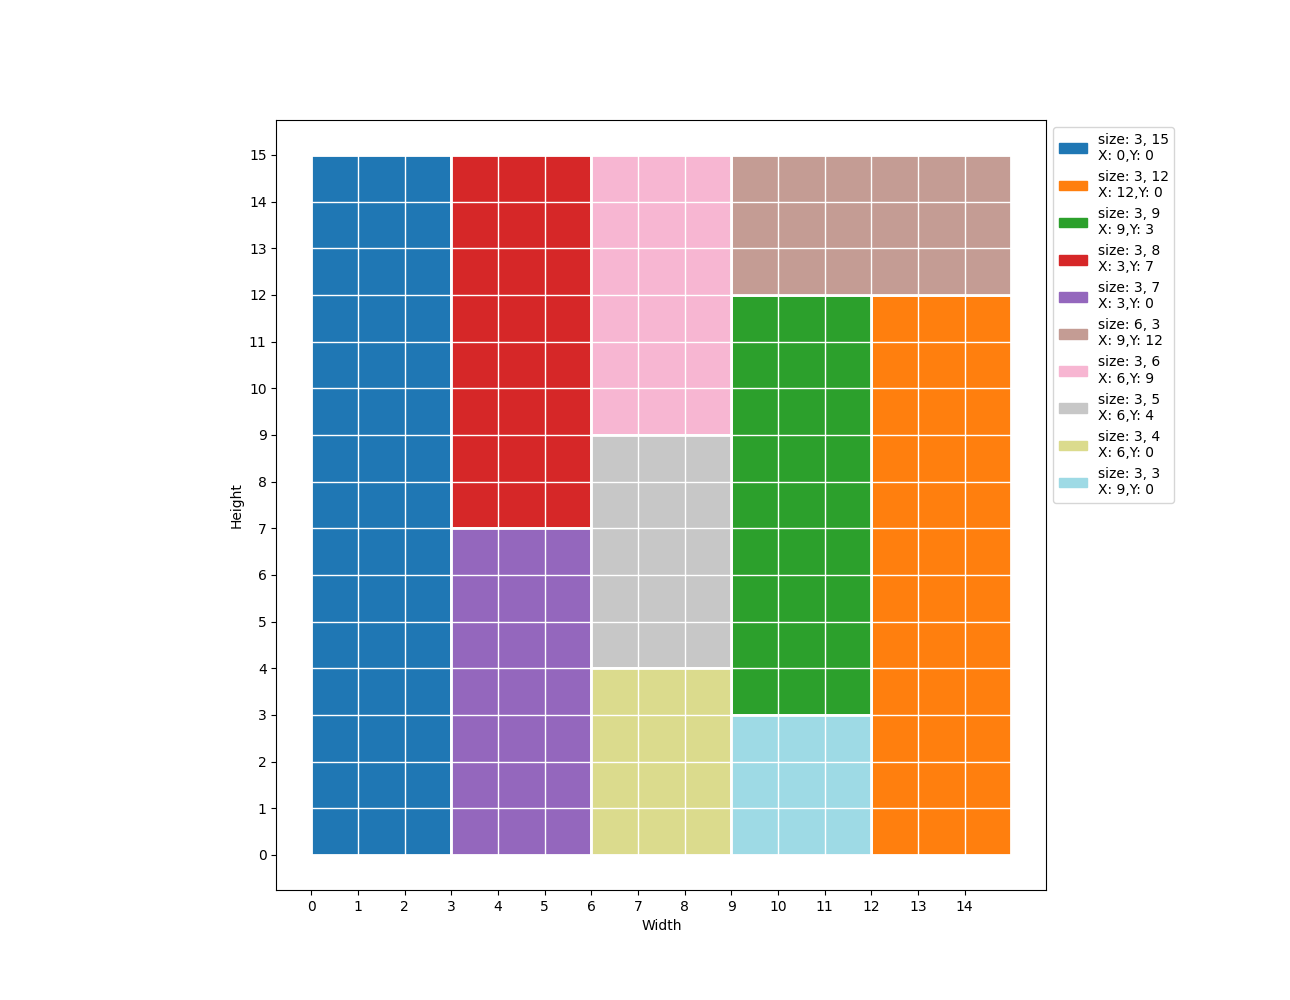 15
14
13
12
11
10
9
8
7
6
5
4
3
2
1
0
Height
0 1 2 3 4 5 6 7 8 9 10 11 12 13 14
Width
size: 3, 15
X: 0,Y: 0
size: 3, 12
X: 12,Y: 0
size: 3, 9
X: 9,Y: 3
size: 3, 8
X: 3,Y: 7
size: 3, 7
X: 3,Y: 0
size: 6, 3
X: 9,Y: 12
size: 3, 6
X: 6,Y: 9
size: 3, 5
X: 6,Y: 4
size: 3, 4
X: 6,Y: 0
size: 3, 3
X: 9,Y: 0